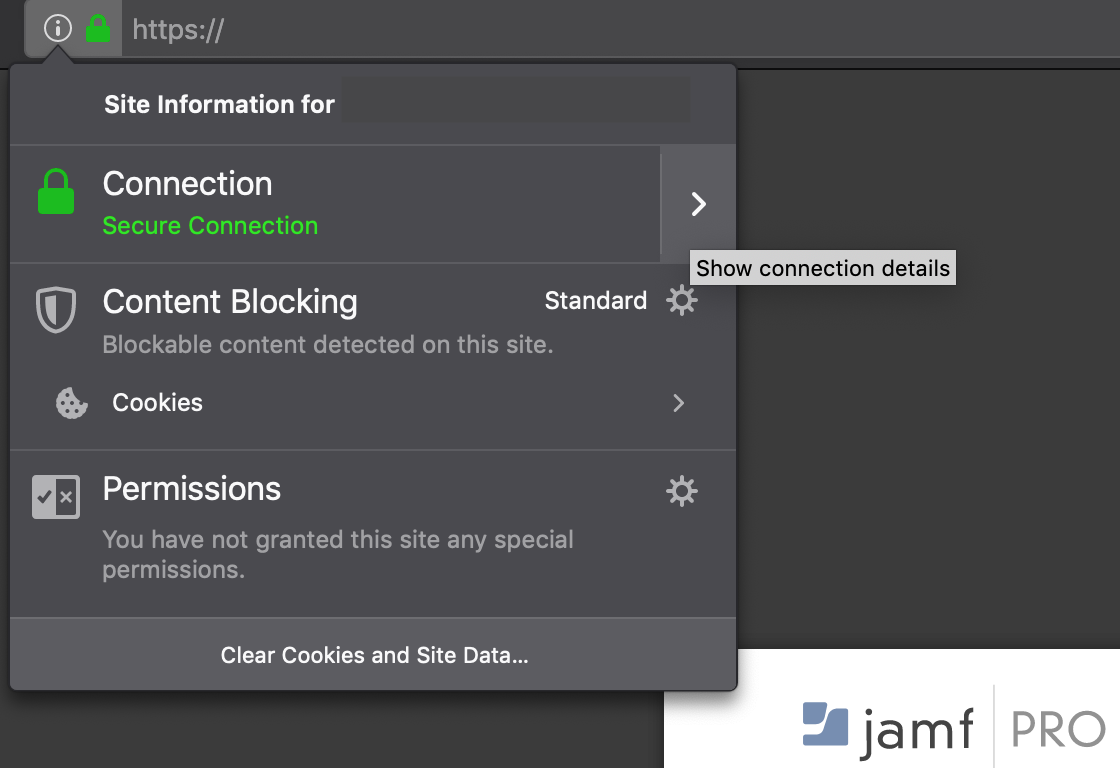 https://
Site Information for
Connection
Secure Connection
Show connection details
Content Blocking
Standard
Blockable content detected on this site.
Cookies
Permissions
You have not granted this site any special
permissions.
Clear Cookies and Site Data...
jamf PRO